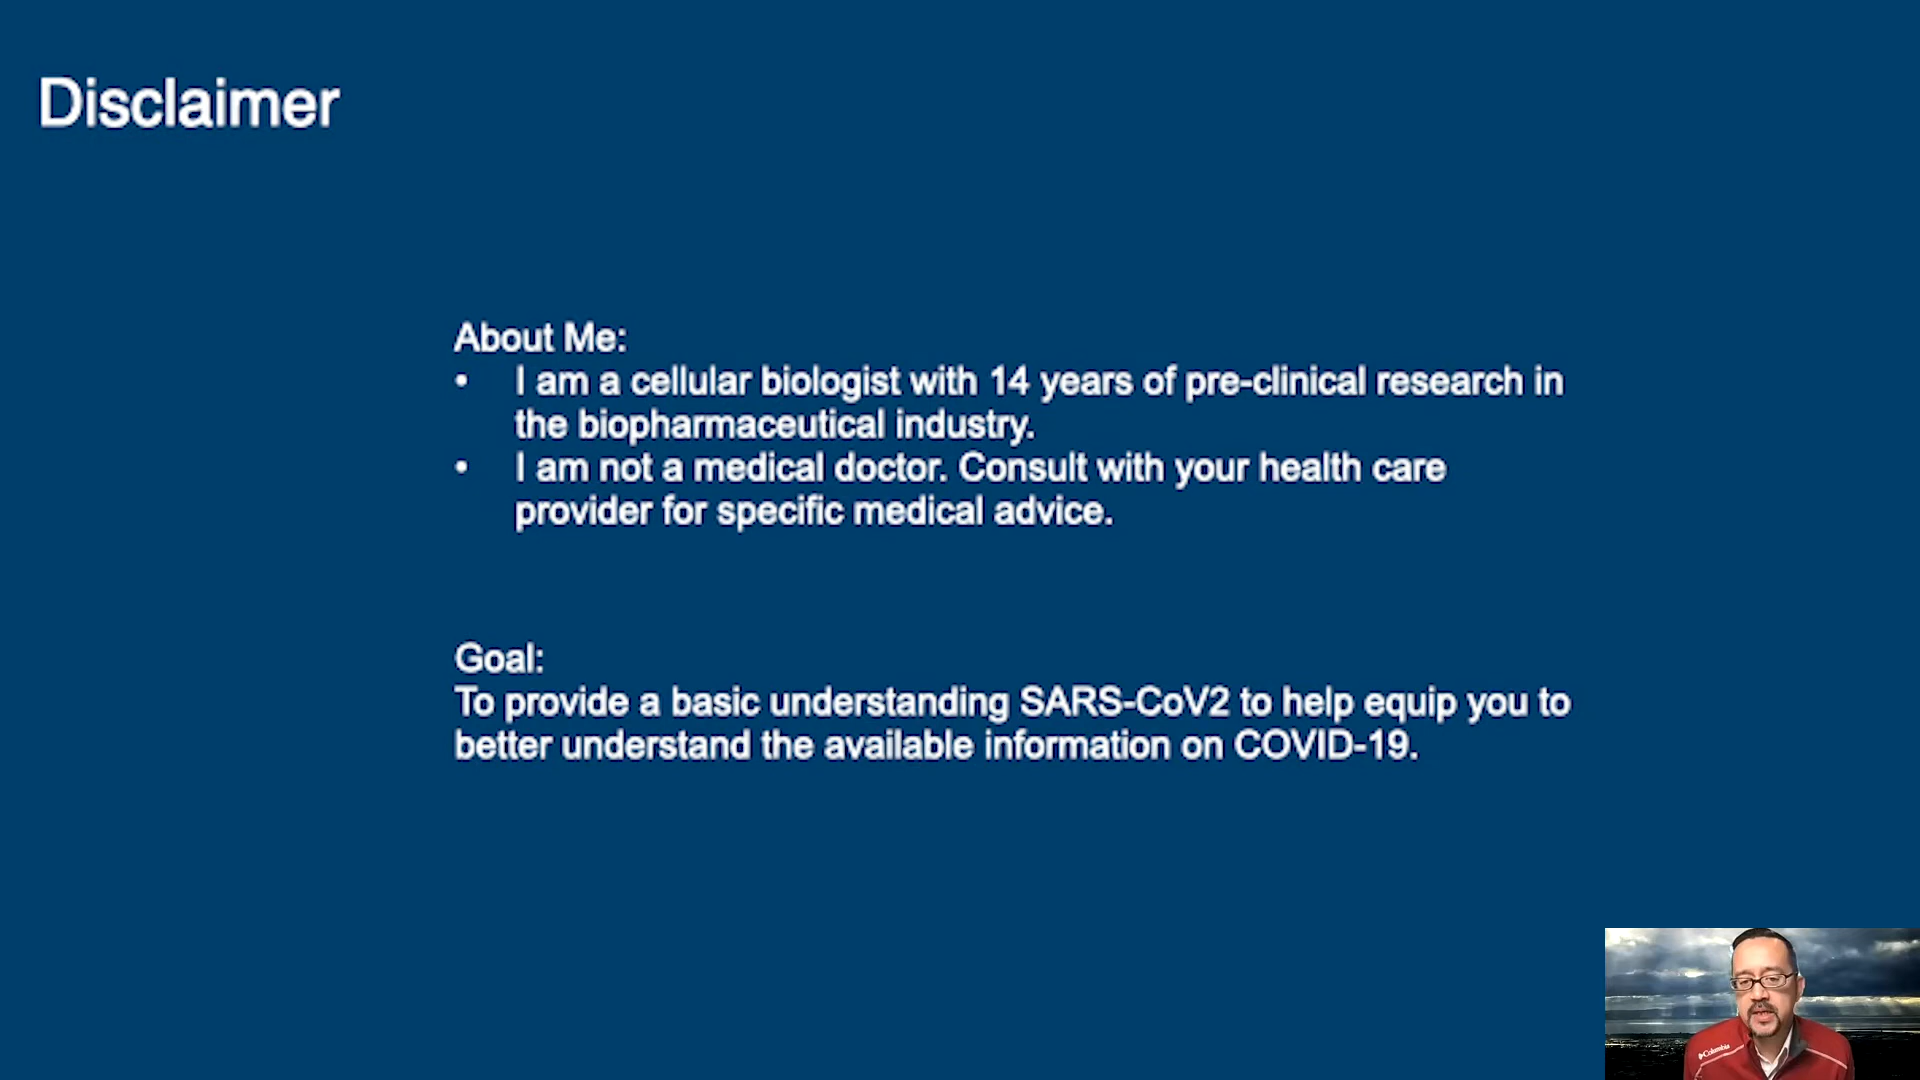 Disclaimer
About Me:
• I am a cellular biologist with 14 years of pre-clinical research in
the biopharmaceutical industry.
• I am not a medical doctor. Consult with your health care
provider for specific medical advice.
Goal:
To provide a basic understanding SARS-CoV2 to help equip you to
better understand the available information on COVID-19.
Columbia